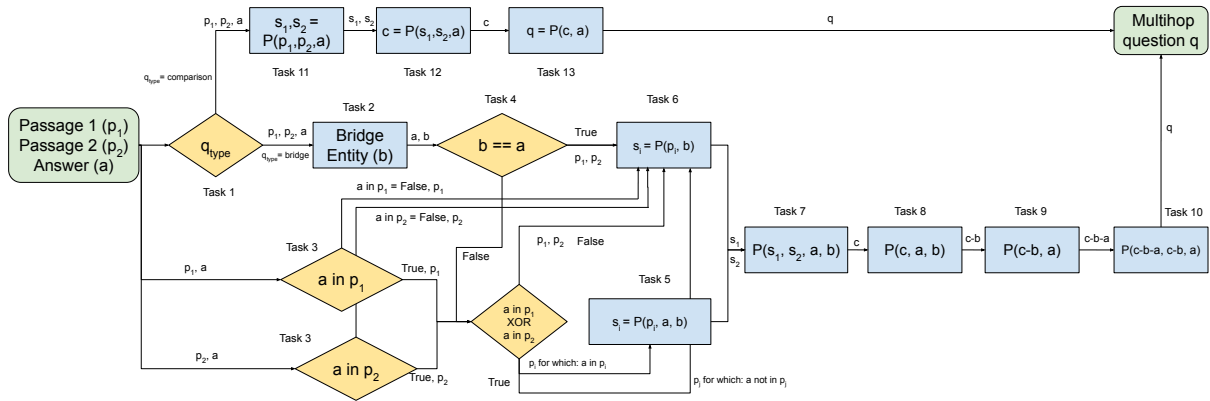 p₁, p₂, a
s₁,s₂ =
P(p₁,p₂,a)
Task 11
s₁, s₂
c = P(s₁,s₂,a)
Task 12
c
q = P(c, a)
Task 13
q
Multihop
question q
q_type= comparison
Passage 1 (p₁)
Passage 2 (p₂)
Answer (a)
q_type
Task 1
p₁, p₂, a
q_type= bridge
Task 2
Bridge
Entity (b)
a, b
Task 4
b == a
True
p₁, p₂
False
Task 6
sᵢ = P(pᵢ, b)
a in p₁ = False, p₁
a in p₂ = False, p₂
p₁, a
Task 3
a in p₁
True, p₁
p₂, a
Task 3
a in p₂
True, p₂
p₁, p₂
False
a in p₁
XOR
a in p₂
True
Task 5
sᵢ = P(pᵢ, a, b)
pᵢ for which: a in pᵢ
pⱼ for which: a not in pⱼ
s₁
s₂
Task 7
P(s₁, s₂, a, b)
c
Task 8
P(c, a, b)
c-b
Task 9
P(c-b, a)
c-b-a
Task 10
P(c-b-a, c-b, a)
q